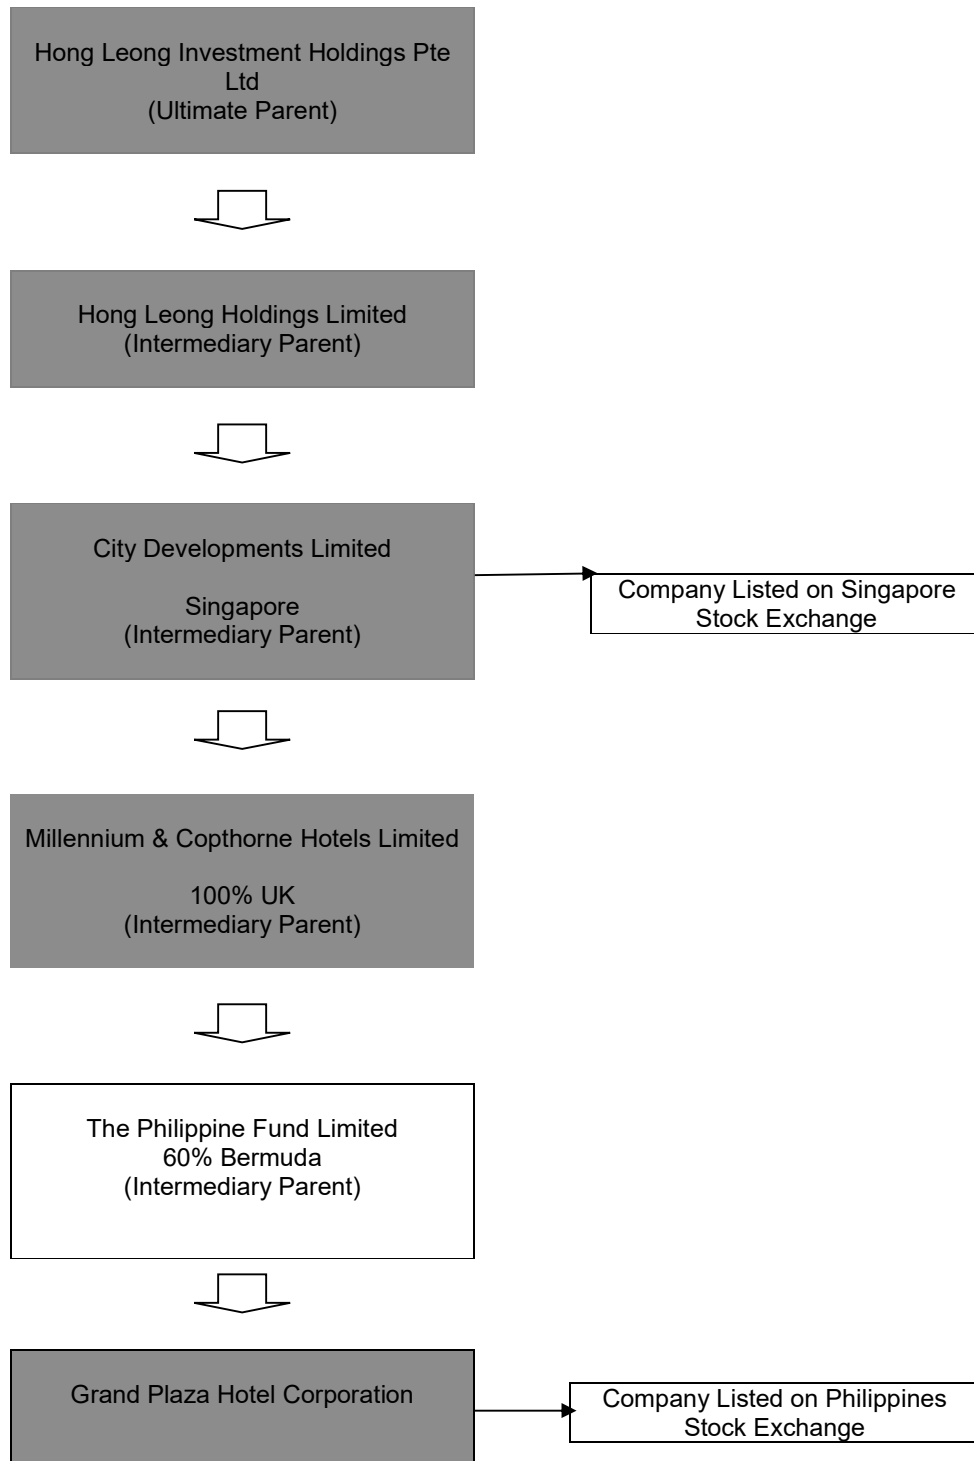 Hong Leong Investment Holdings Pte
Ltd
(Ultimate Parent)
Hong Leong Holdings Limited
(Intermediary Parent)
City Developments Limited
Singapore
(Intermediary Parent)
Company Listed on Singapore
Stock Exchange
Millennium & Copthorne Hotels Limited
100% UK
(Intermediary Parent)
The Philippine Fund Limited
60% Bermuda
(Intermediary Parent)
Grand Plaza Hotel Corporation
Company Listed on Philippines
Stock Exchange